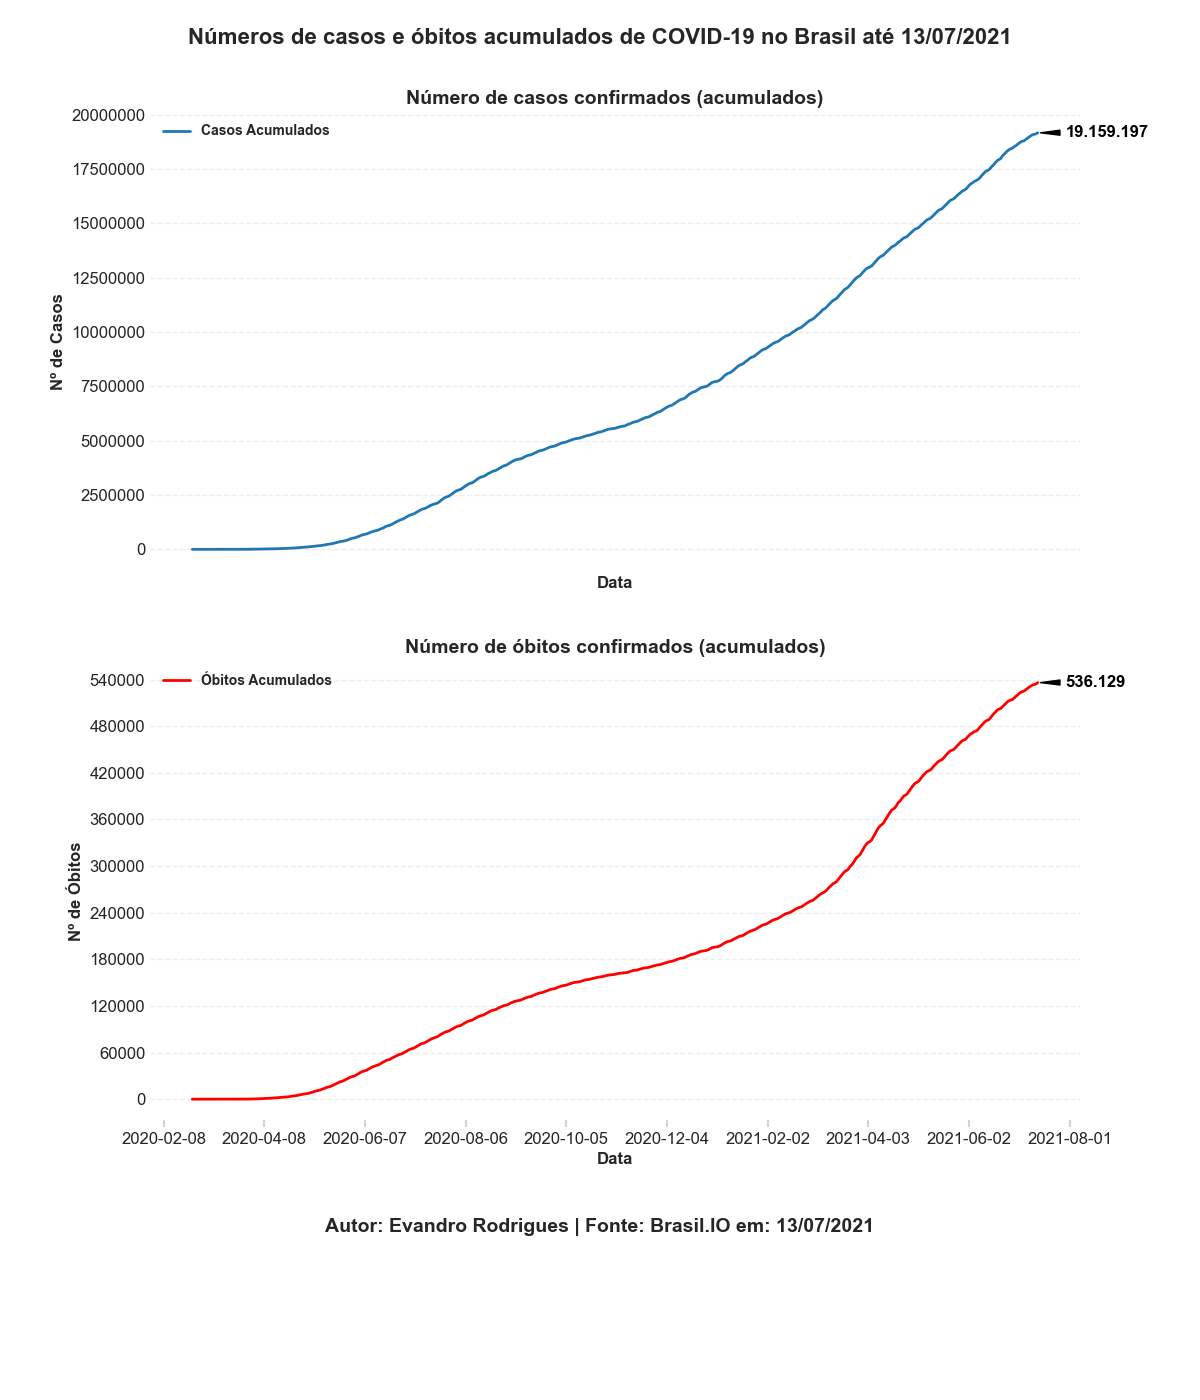 Números de casos e óbitos acumulados de COVID-19 no Brasil até 13/07/2021
Número de casos confirmados (acumulados)
Casos Acumulados
19.159.197
20000000
17500000
15000000
12500000
10000000
7500000
5000000
2500000
0
Nº de Casos
Data
Número de óbitos confirmados (acumulados)
Óbitos Acumulados
536.129
540000
480000
420000
360000
300000
240000
180000
120000
60000
0
Nº de Óbitos
2020-02-08 2020-04-08 2020-06-07 2020-08-06 2020-10-05 2020-12-04 2021-02-02 2021-04-03 2021-06-02 2021-08-01
Data
Autor: Evandro Rodrigues | Fonte: Brasil.IO em: 13/07/2021